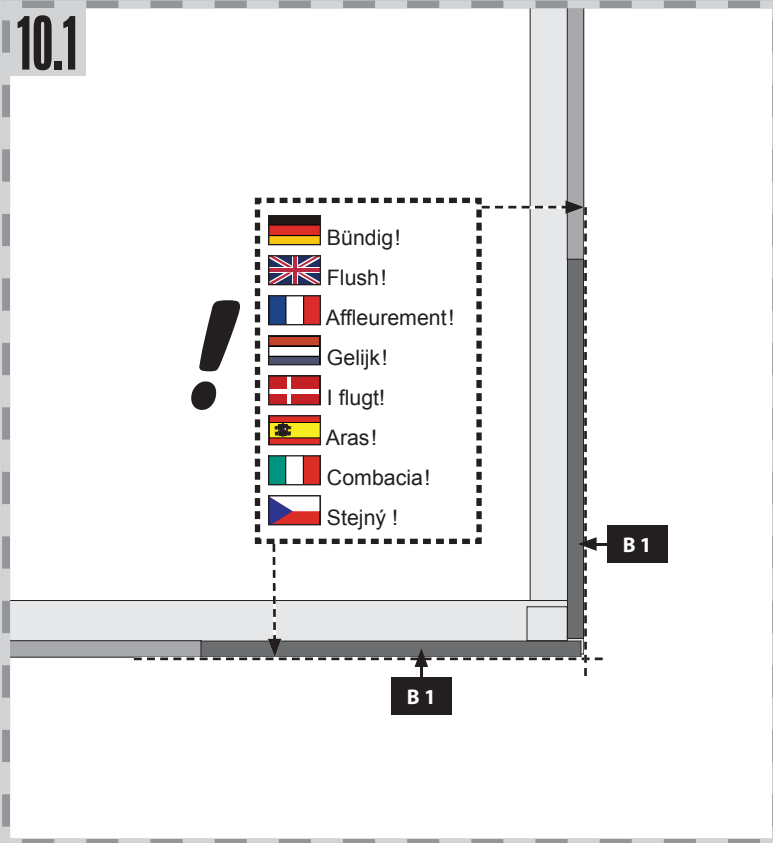 10.1
Bündig!
Flush!
Affleurement!
Gelijk!
I flugt!
Aras!
Combacia!
Stejný !
B 1
B 1